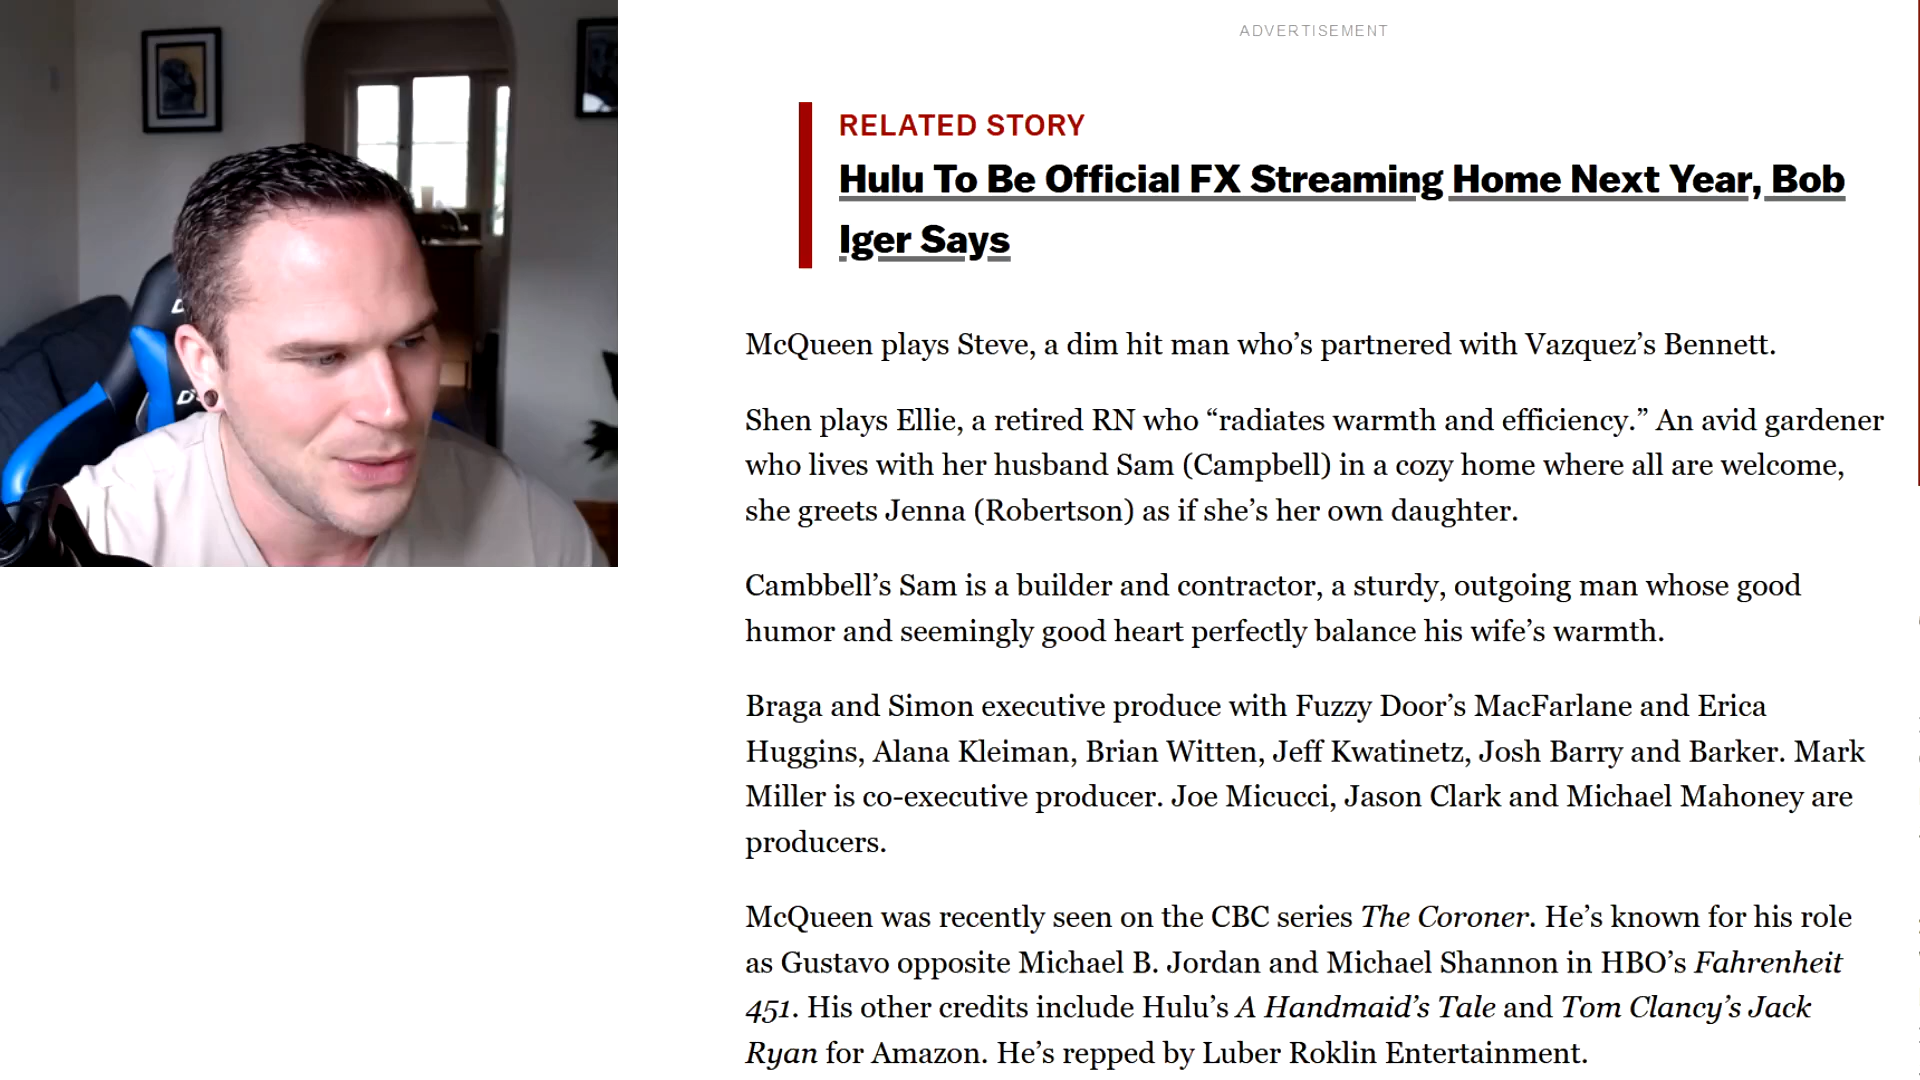 ADVERTISEMENT
RELATED STORY
Hulu To Be Official FX Streaming Home Next Year, Bob
Iger Says
McQueen plays Steve, a dim hit man who’s partnered with Vazquez’s Bennett.
Shen plays Ellie, a retired RN who “radiates warmth and efficiency.” An avid gardener
who lives with her husband Sam (Campbell) in a cozy home where all are welcome,
she greets Jenna (Robertson) as if she’s her own daughter.
Cambbell’s Sam is a builder and contractor, a sturdy, outgoing man whose good
humor and seemingly good heart perfectly balance his wife’s warmth.
Braga and Simon executive produce with Fuzzy Door’s MacFarlane and Erica
Huggins, Alana Kleiman, Brian Witten, Jeff Kwatinetz, Josh Barry and Barker. Mark
Miller is co-executive producer. Joe Micucci, Jason Clark and Michael Mahoney are
producers.
McQueen was recently seen on the CBC series The Coroner. He’s known for his role
as Gustavo opposite Michael B. Jordan and Michael Shannon in HBO’s Fahrenheit
451. His other credits include Hulu’s A Handmaid’s Tale and Tom Clancy’s Jack
Ryan for Amazon. He’s repped by Luber Roklin Entertainment.